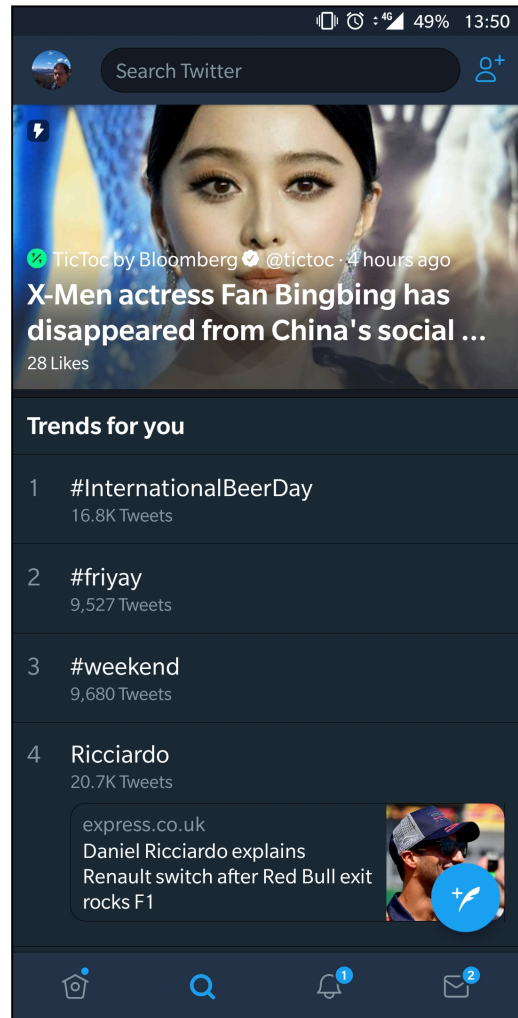 4G 49% 13:50
Search Twitter
TicToc by Bloomberg @tictoc · 4 hours ago
X-Men actress Fan Bingbing has
disappeared from China's social ...
28 Likes
Trends for you
1 #InternationalBeerDay
16.8K Tweets
2 #friyay
9,527 Tweets
3 #weekend
9,680 Tweets
4 Ricciardo
20.7K Tweets
express.co.uk
Daniel Ricciardo explains
Renault switch after Red Bull exit
rocks F1
1 2